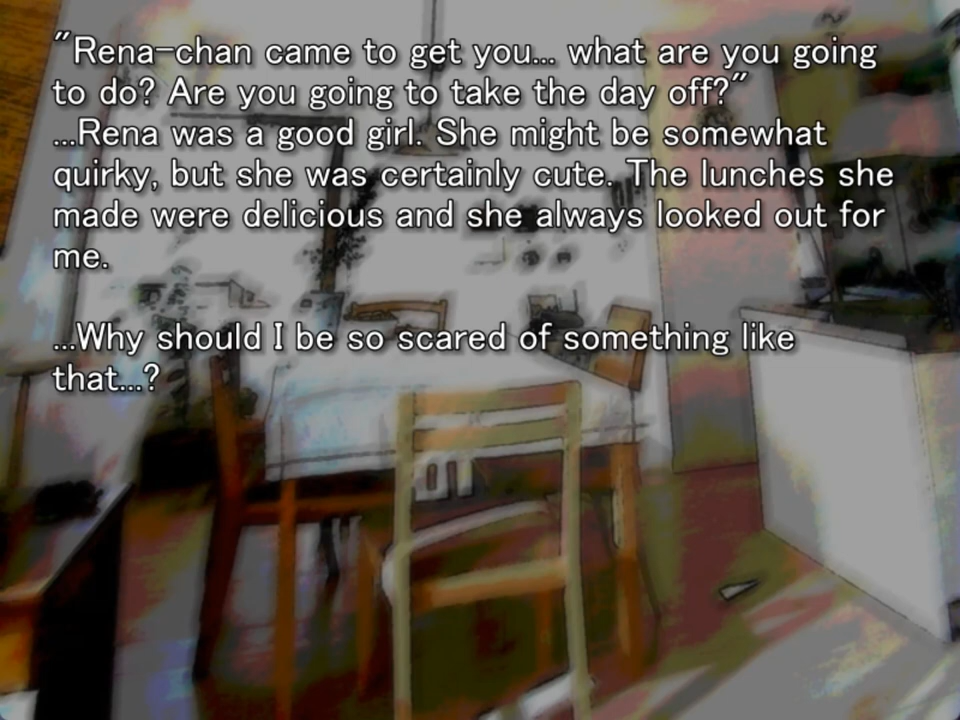 "Rena-chan came to get you... what are you going
to do? Are you going to take the day off?"
...Rena was a good girl. She might be somewhat
quirky, but she was certainly cute. The lunches she
made were delicious and she always looked out for
me.
...Why should I be so scared of something like
that...?